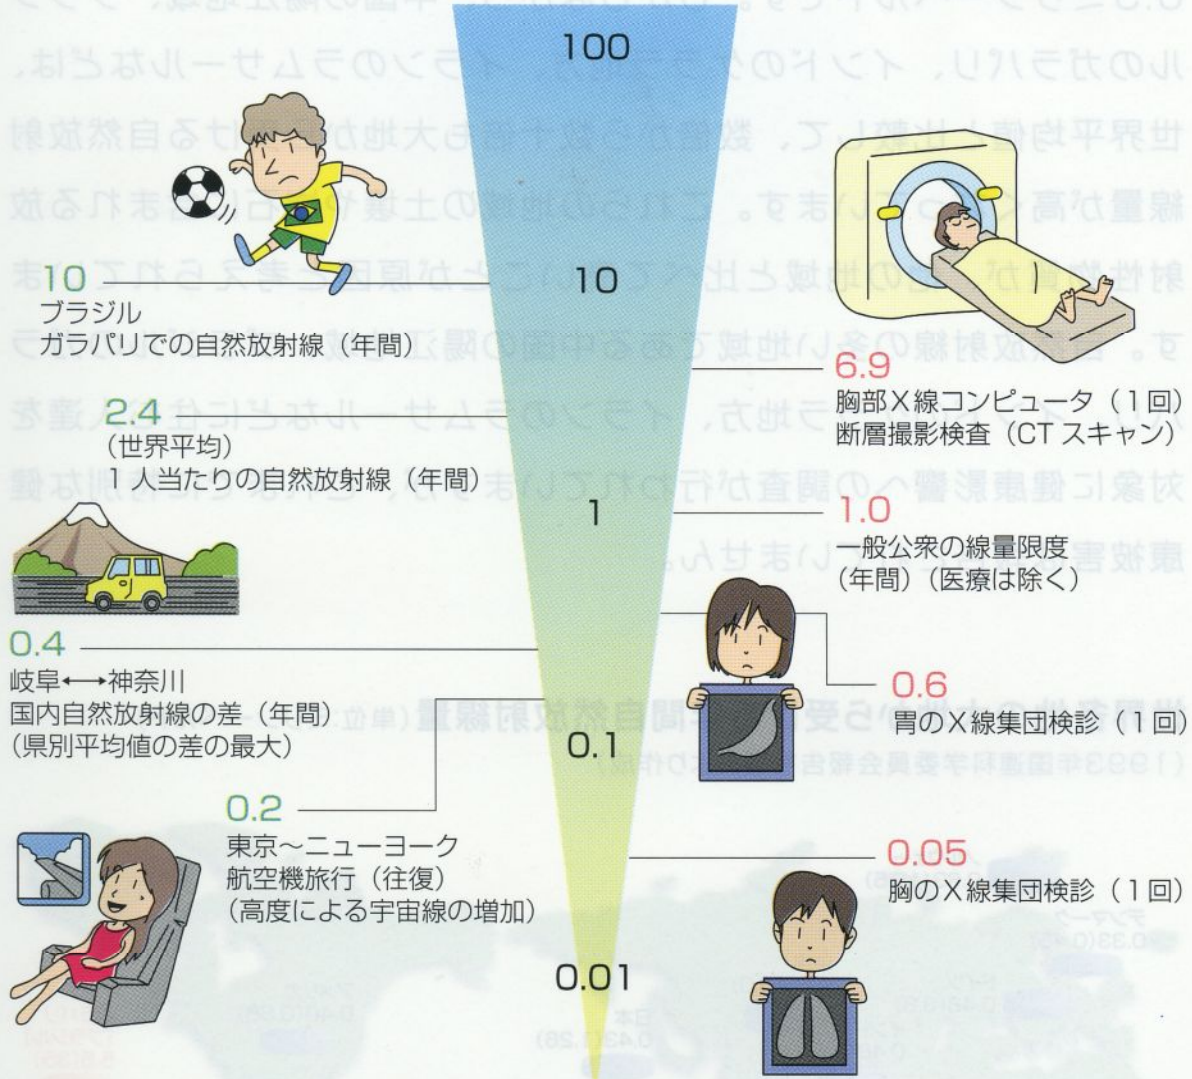 100
10
ブラジル
ガラパリでの自然放射線（年間）
10
6.9
胸部X線コンピュータ（1回）
断層撮影検査（CTスキャン）
2.4
（世界平均）
1人当たりの自然放射線（年間）
1
1.0
一般公衆の線量限度
（年間）（医療は除く）
0.4
岐阜←→神奈川
国内自然放射線の差（年間）
（県別平均値の差の最大）
0.6
胃のX線集団検診（1回）
0.1
0.2
東京〜ニューヨーク
航空機旅行（往復）
（高度による宇宙線の増加）
0.05
胸のX線集団検診（1回）
0.01